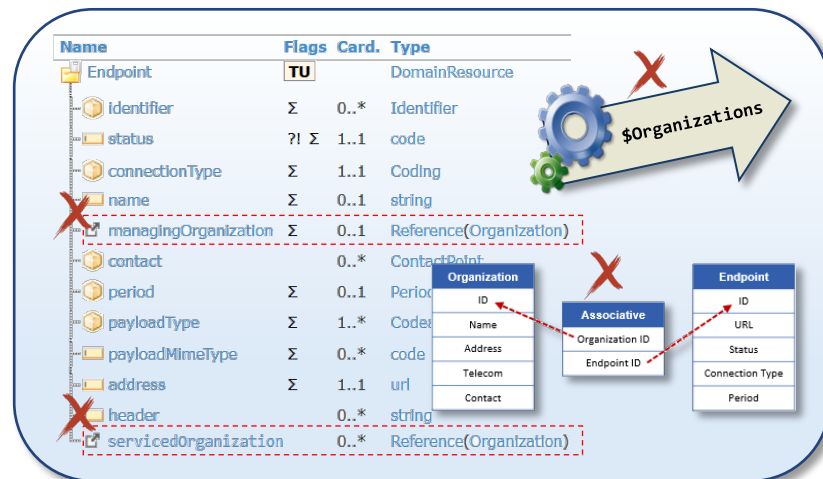 Name Flags Card. Type
Endpoint TU DomainResource
identifier Σ 0..* Identifier
status ?! Σ 1..1 code
connectionType Σ 1..1 Coding
name Σ 0..1 string
managingOrganization Σ 0..1 Reference(Organization)
contact 0..* ContactPoint
period Σ 0..1 Period
payloadType Σ 1..*
payloadMimeType Σ 0..* code
address Σ 1..1 url
header 0..* string
servicedOrganization 0..* Reference(Organization)
$Organizations
Organization
ID
Name
Address
Telecom
Contact
Associative
Organization ID
Endpoint ID
Endpoint
ID
URL
Status
Connection Type
Period